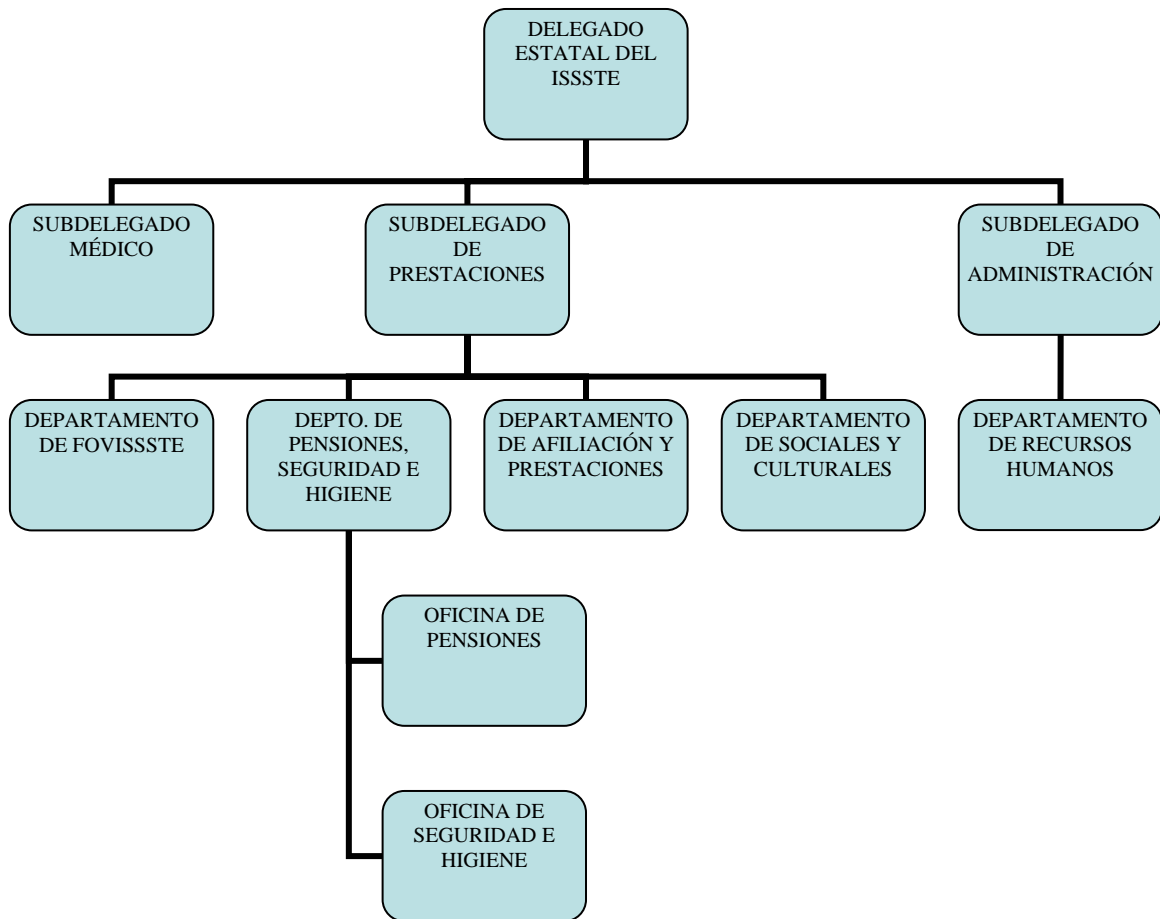 DELEGADO
ESTATAL DEL
ISSSTE
SUBDELEGADO
MÉDICO
SUBDELEGADO
DE
PRESTACIONES
SUBDELEGADO
DE
ADMINISTRACIÓN
DEPARTAMENTO
DE FOVISSSTE
DEPTO. DE
PENSIONES,
SEGURIDAD E
HIGIENE
DEPARTAMENTO
DE AFILIACIÓN Y
PRESTACIONES
DEPARTAMENTO
DE SOCIALES Y
CULTURALES
DEPARTAMENTO
DE RECURSOS
HUMANOS
OFICINA DE
PENSIONES
OFICINA DE
SEGURIDAD E
HIGIENE